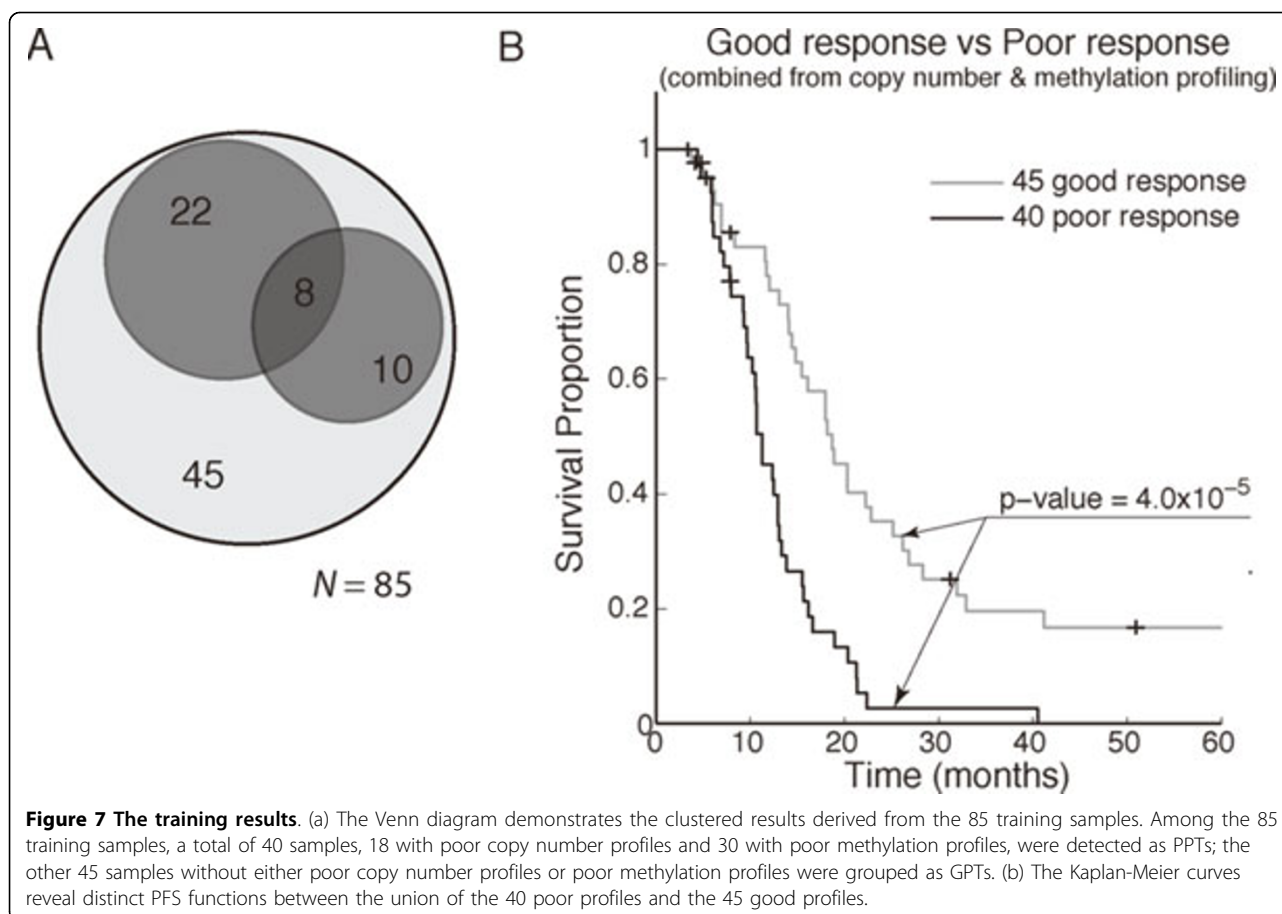 A
22
8
10
45
N = 85
B
Good response vs Poor response
(combined from copy number & methylation profiling)
1
0.8
0.6
0.4
0.2
0
Survival Proportion
45 good response
40 poor response
p-value = 4.0x10⁻⁵
0 10 20 30 40 50 60
Time (months)
Figure 7 The training results. (a) The Venn diagram demonstrates the clustered results derived from the 85 training samples. Among the 85
training samples, a total of 40 samples, 18 with poor copy number profiles and 30 with poor methylation profiles, were detected as PPTs; the
other 45 samples without either poor copy number profiles or poor methylation profiles were grouped as GPTs. (b) The Kaplan-Meier curves
reveal distinct PFS functions between the union of the 40 poor profiles and the 45 good profiles.